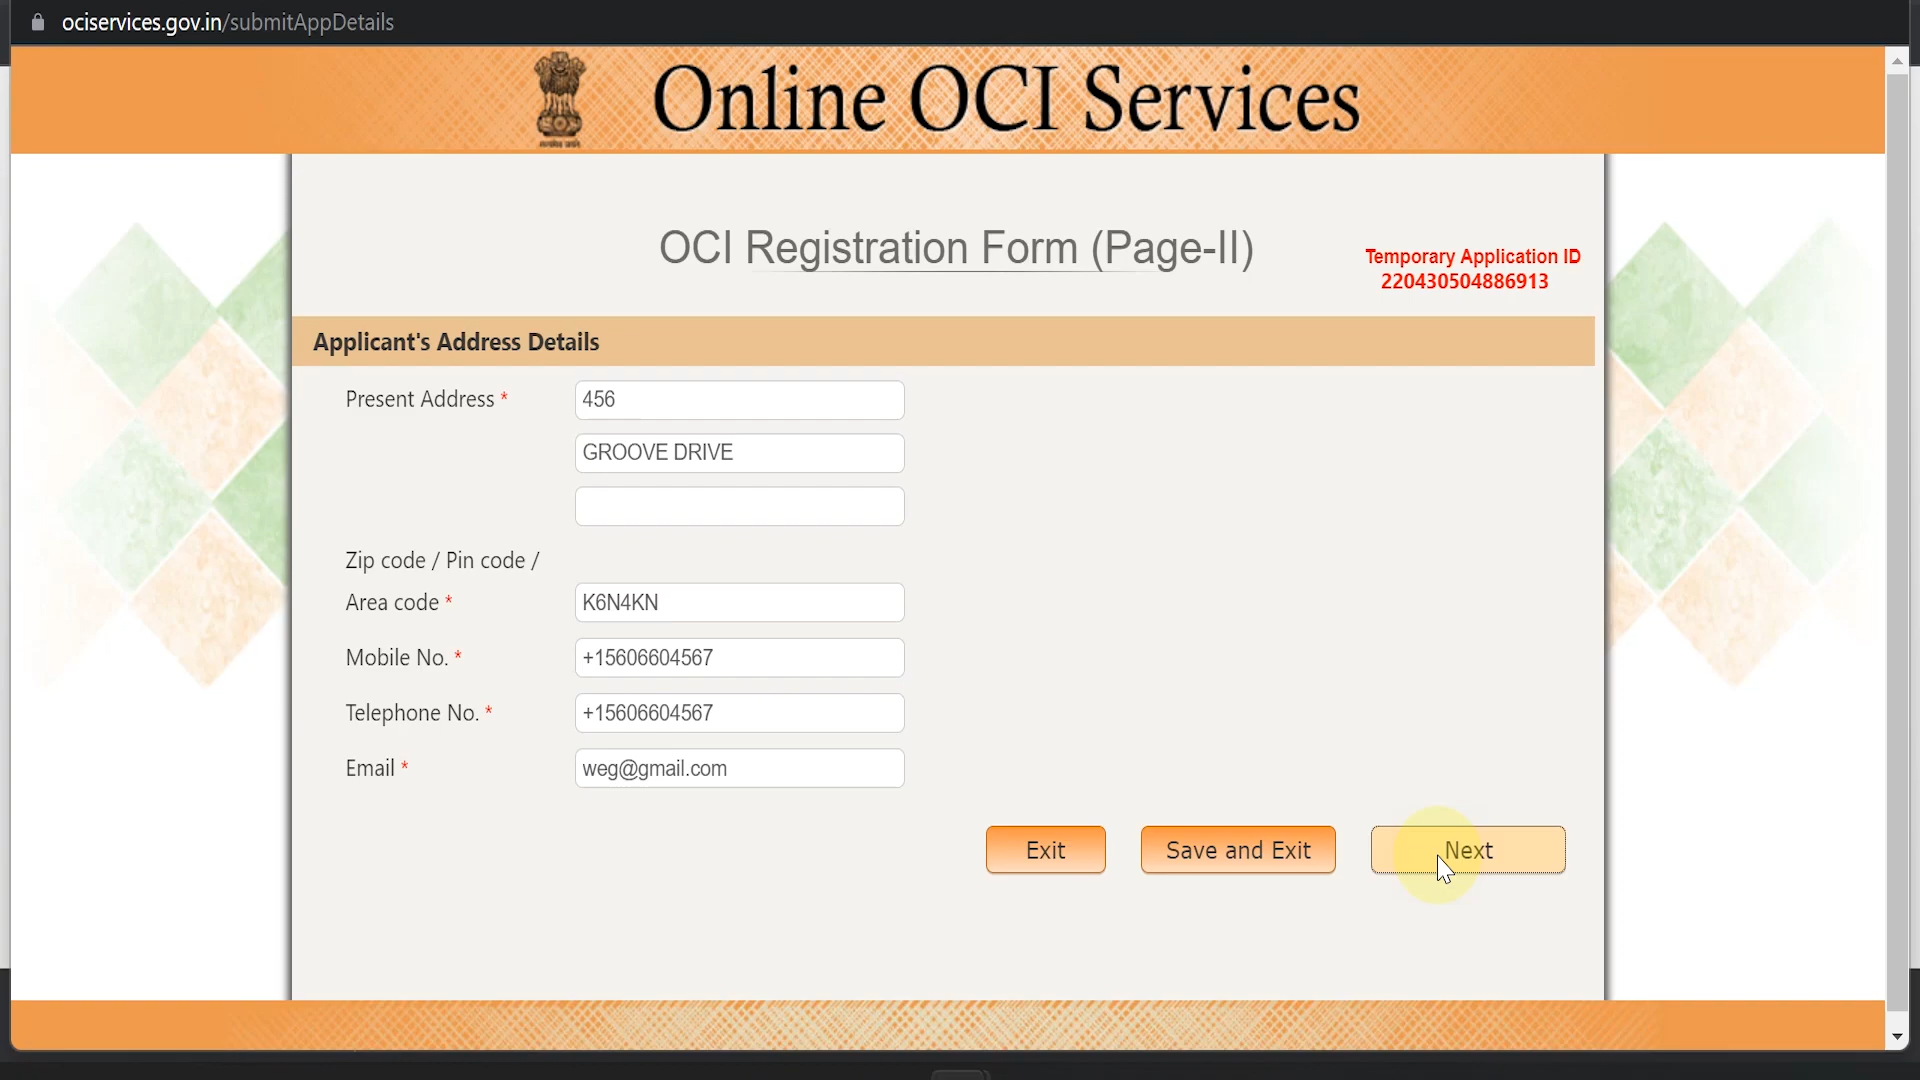 ociservices.gov.in/submitAppDetails
Online OCI Services
OCI Registration Form (Page-II)
Temporary Application ID
220430504886913
Applicant's Address Details
Present Address * 456
GROOVE DRIVE
Zip code / Pin code /
Area code * K6N4KN
Mobile No. * +15606604567
Telephone No. * +15606604567
Email * weg@gmail.com
Exit Save and Exit Next